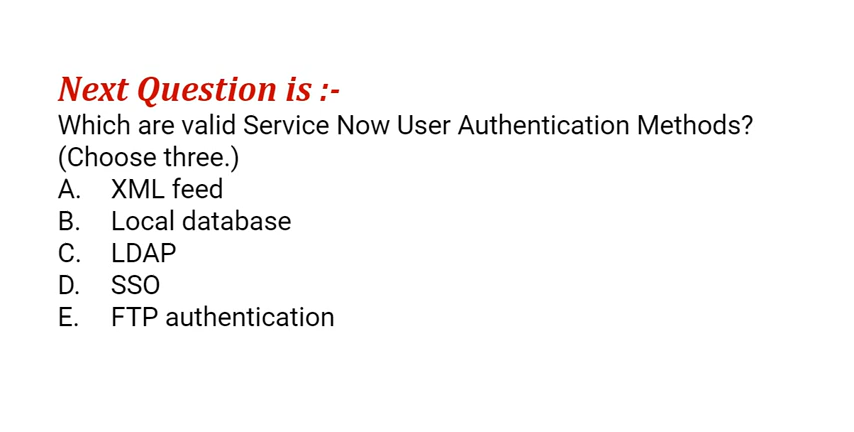 Next Question is :-
Which are valid Service Now User Authentication Methods?
(Choose three.)
A. XML feed
B. Local database
C. LDAP
D. SSO
E. FTP authentication